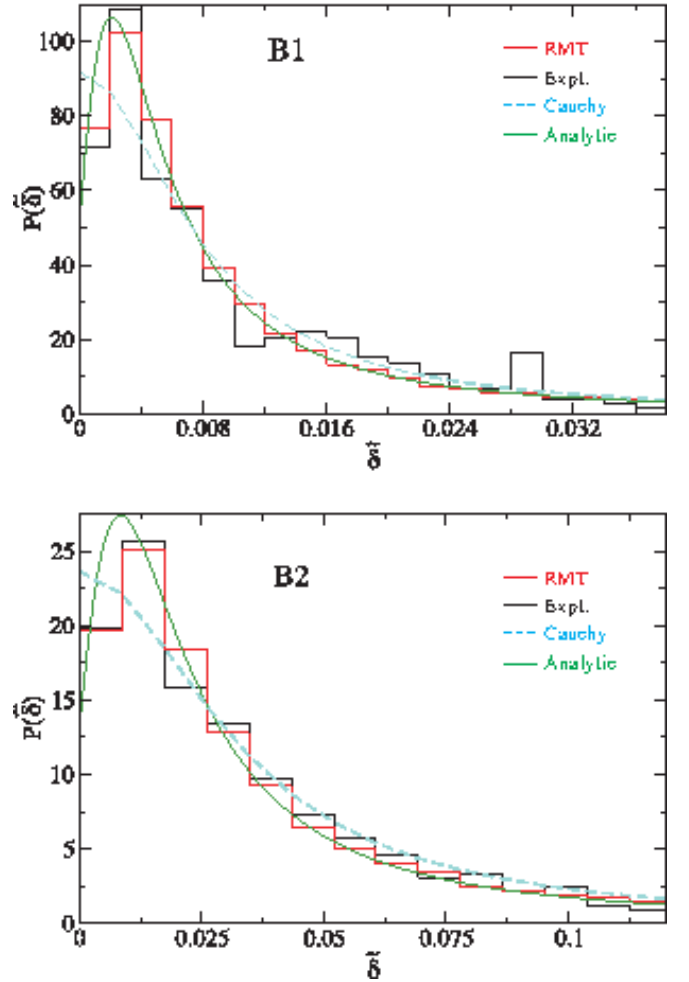 B1
RMT
Expl.
Cauchy
Analytic
P(δ̃)
100
80
60
40
20
0
0 0.008 0.016 0.024 0.032
δ̃
B2
RMT
Expl.
Cauchy
Analytic
P(δ̃)
25
20
15
10
5
0
0 0.025 0.05 0.075 0.1
δ̃